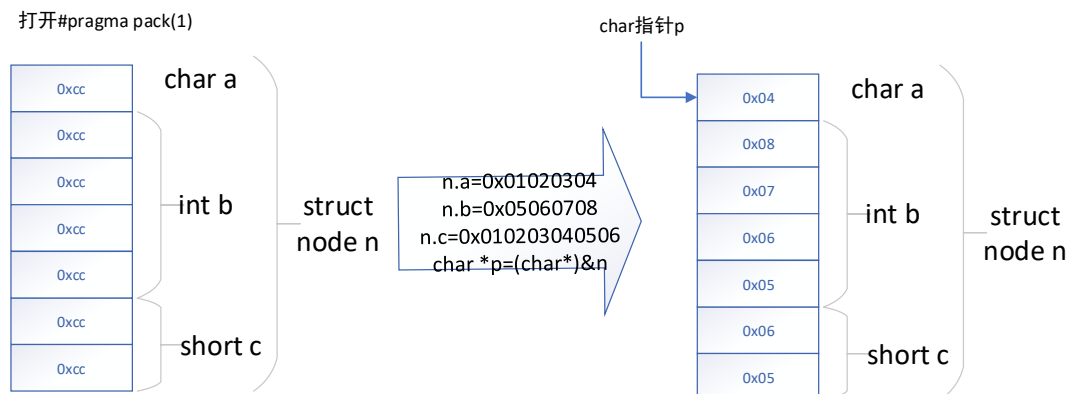 打开#pragma pack(1)
0xcc
0xcc
0xcc
0xcc
0xcc
0xcc
0xcc
char a
int b
short c
struct
node n
n.a=0x01020304
n.b=0x05060708
n.c=0x010203040506
char *p=(char*)&n
char指针p
0x04
0x08
0x07
0x06
0x05
0x06
0x05
char a
int b
short c
struct
node n